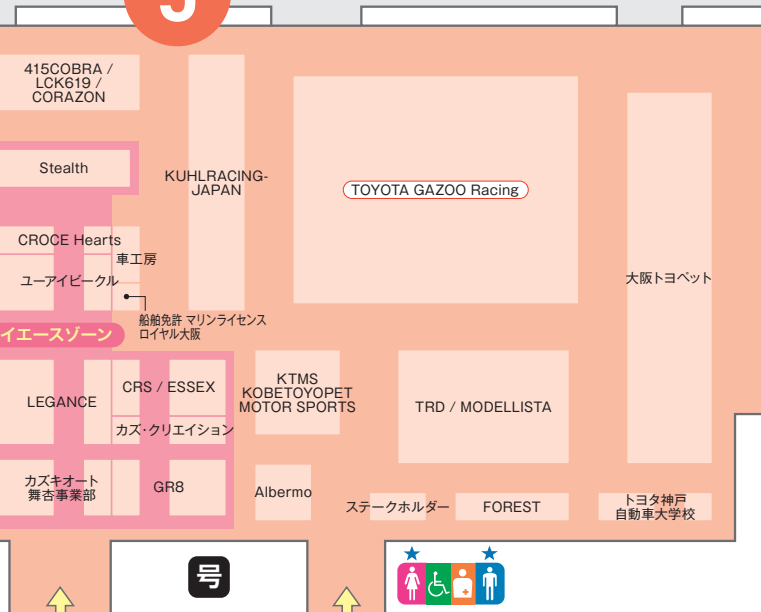 5
415COBRA /
LCK619 /
CORAZON
Stealth
KUHLRACING-
JAPAN
TOYOTA GAZOO Racing
CROCE Hearts
車工房
ユーアイビークル
大阪トヨペット
船舶免許 マリンライセンス
ロイヤル大阪
イエースゾーン
LEGANCE
CRS / ESSEX
カズ・クリエイション
KTMS
KOBETOYOPET
MOTOR SPORTS
TRD / MODELLISTA
カズキオート
舞杏事業部
GR8
Albermo
ステークホルダー
FOREST
トヨタ神戸
自動車大学校
号